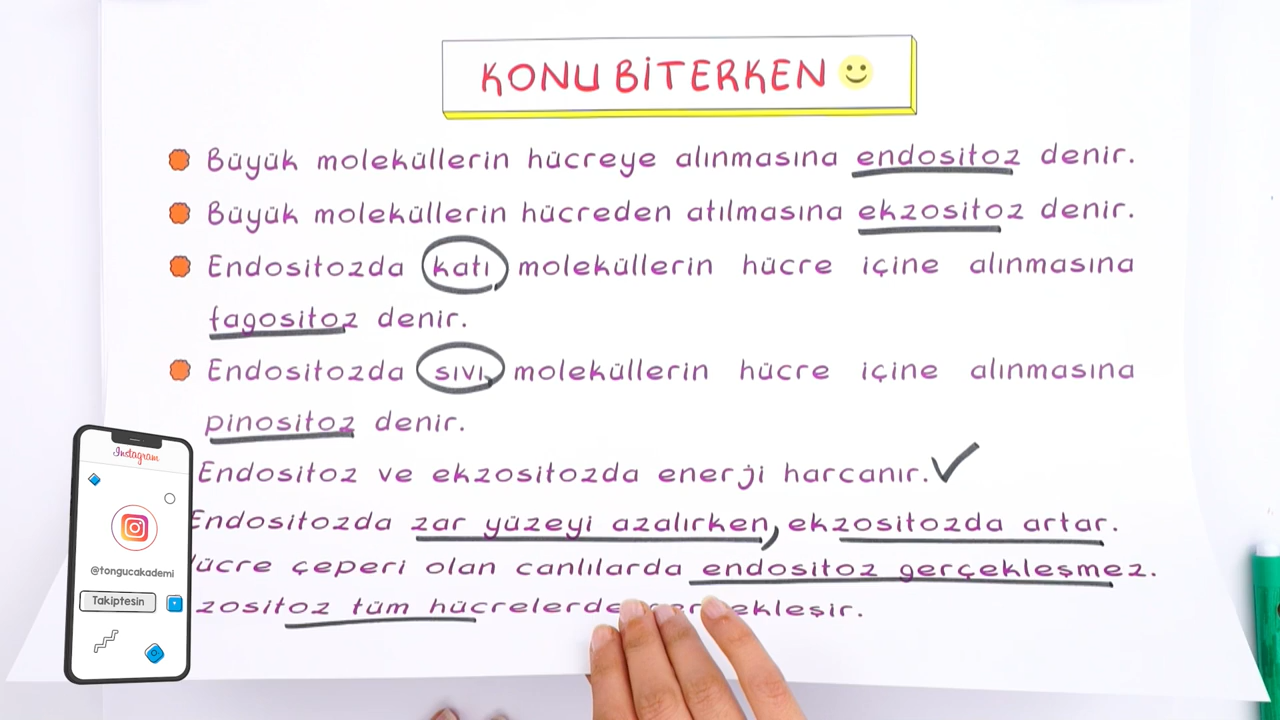 KONU BİTERKEN
Büyük moleküllerin hücreye alınmasına endositoz denir.
Büyük moleküllerin hücreden atılmasına ekzositoz denir.
Endositozda katı moleküllerin hücre içine alınmasına
fagositoz denir.
Endositozda sıvı moleküllerin hücre içine alınmasına
pinositoz denir.
Endositoz ve ekzositozda enerji harcanır.
Endositozda zar yüzeyi azalırken, ekzositozda artar.
ücre çeperi olan canlılarda endositoz gerçekleşmez.
zositoz tüm hücrelerde
Instagram
@tongucakademi
Takiptesin